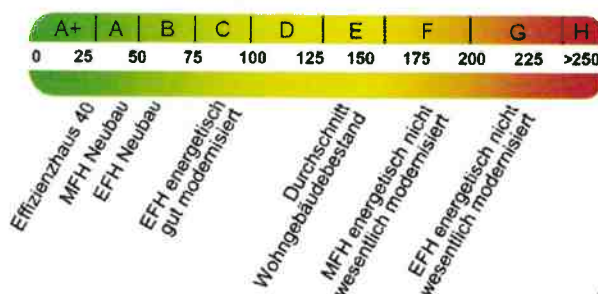 A+ A B C D E F G H
0 25 50 75 100 125 150 175 200 225 >250
Effizienzhaus 40
MFH Neubau
EFH Neubau
EFH energetisch
gut modernisiert
Durchschnitt
Wohngebäudebestand
MFH energetisch nicht
wesentlich modernisiert
EFH energetisch nicht
wesentlich modernisiert